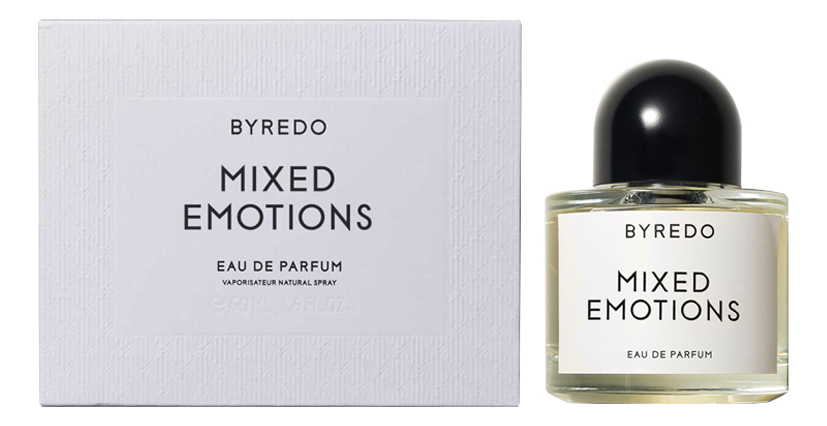 BYREDO
MIXED
EMOTIONS
EAU DE PARFUM
VAPORISATEUR NATURAL SPRAY
BYREDO
MIXED
EMOTIONS
EAU DE PARFUM